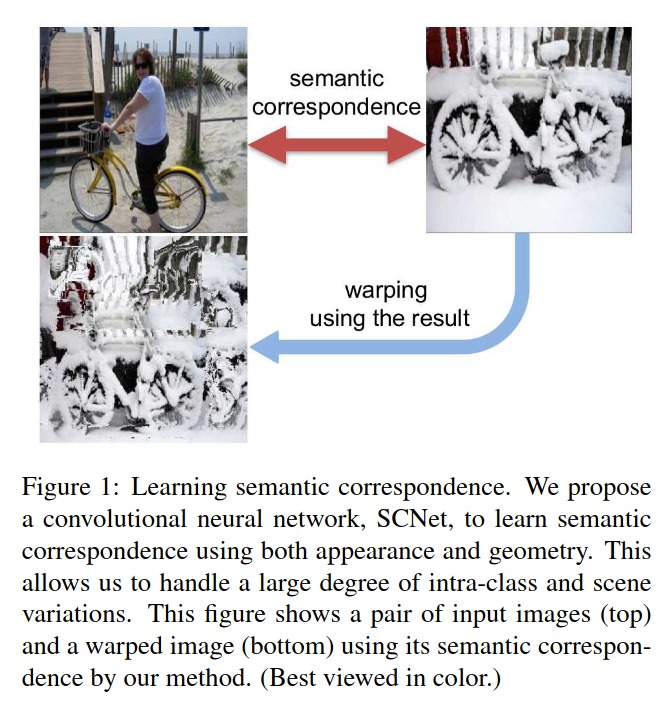 semantic
correspondence
warping
using the result
Figure 1: Learning semantic correspondence. We propose
a convolutional neural network, SCNet, to learn semantic
correspondence using both appearance and geometry. This
allows us to handle a large degree of intra-class and scene
variations. This figure shows a pair of input images (top)
and a warped image (bottom) using its semantic correspon-
dence by our method. (Best viewed in color.)